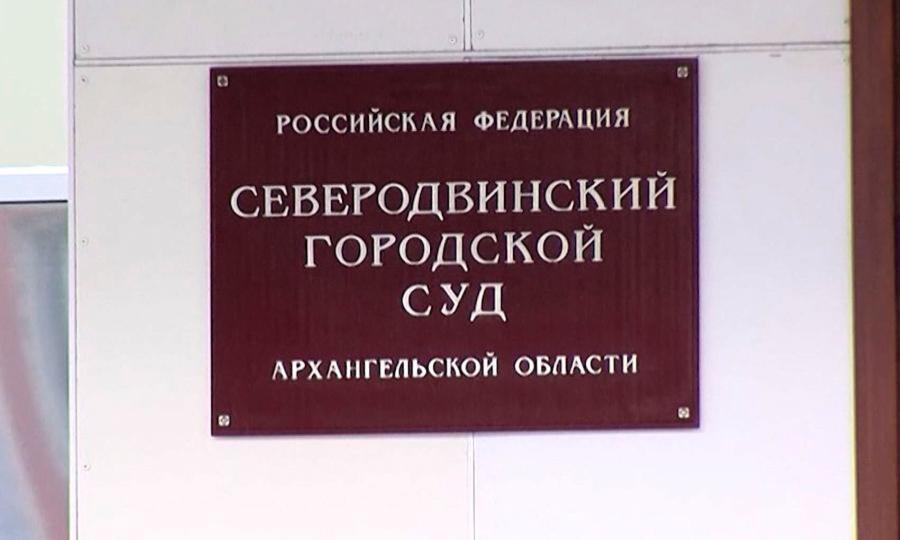 РОССИЙСКАЯ ФЕДЕРАЦИЯ
СЕВЕРОДВИНСКИЙ
ГОРОДСКОЙ
СУД
АРХАНГЕЛЬСКОЙ ОБЛАСТИ